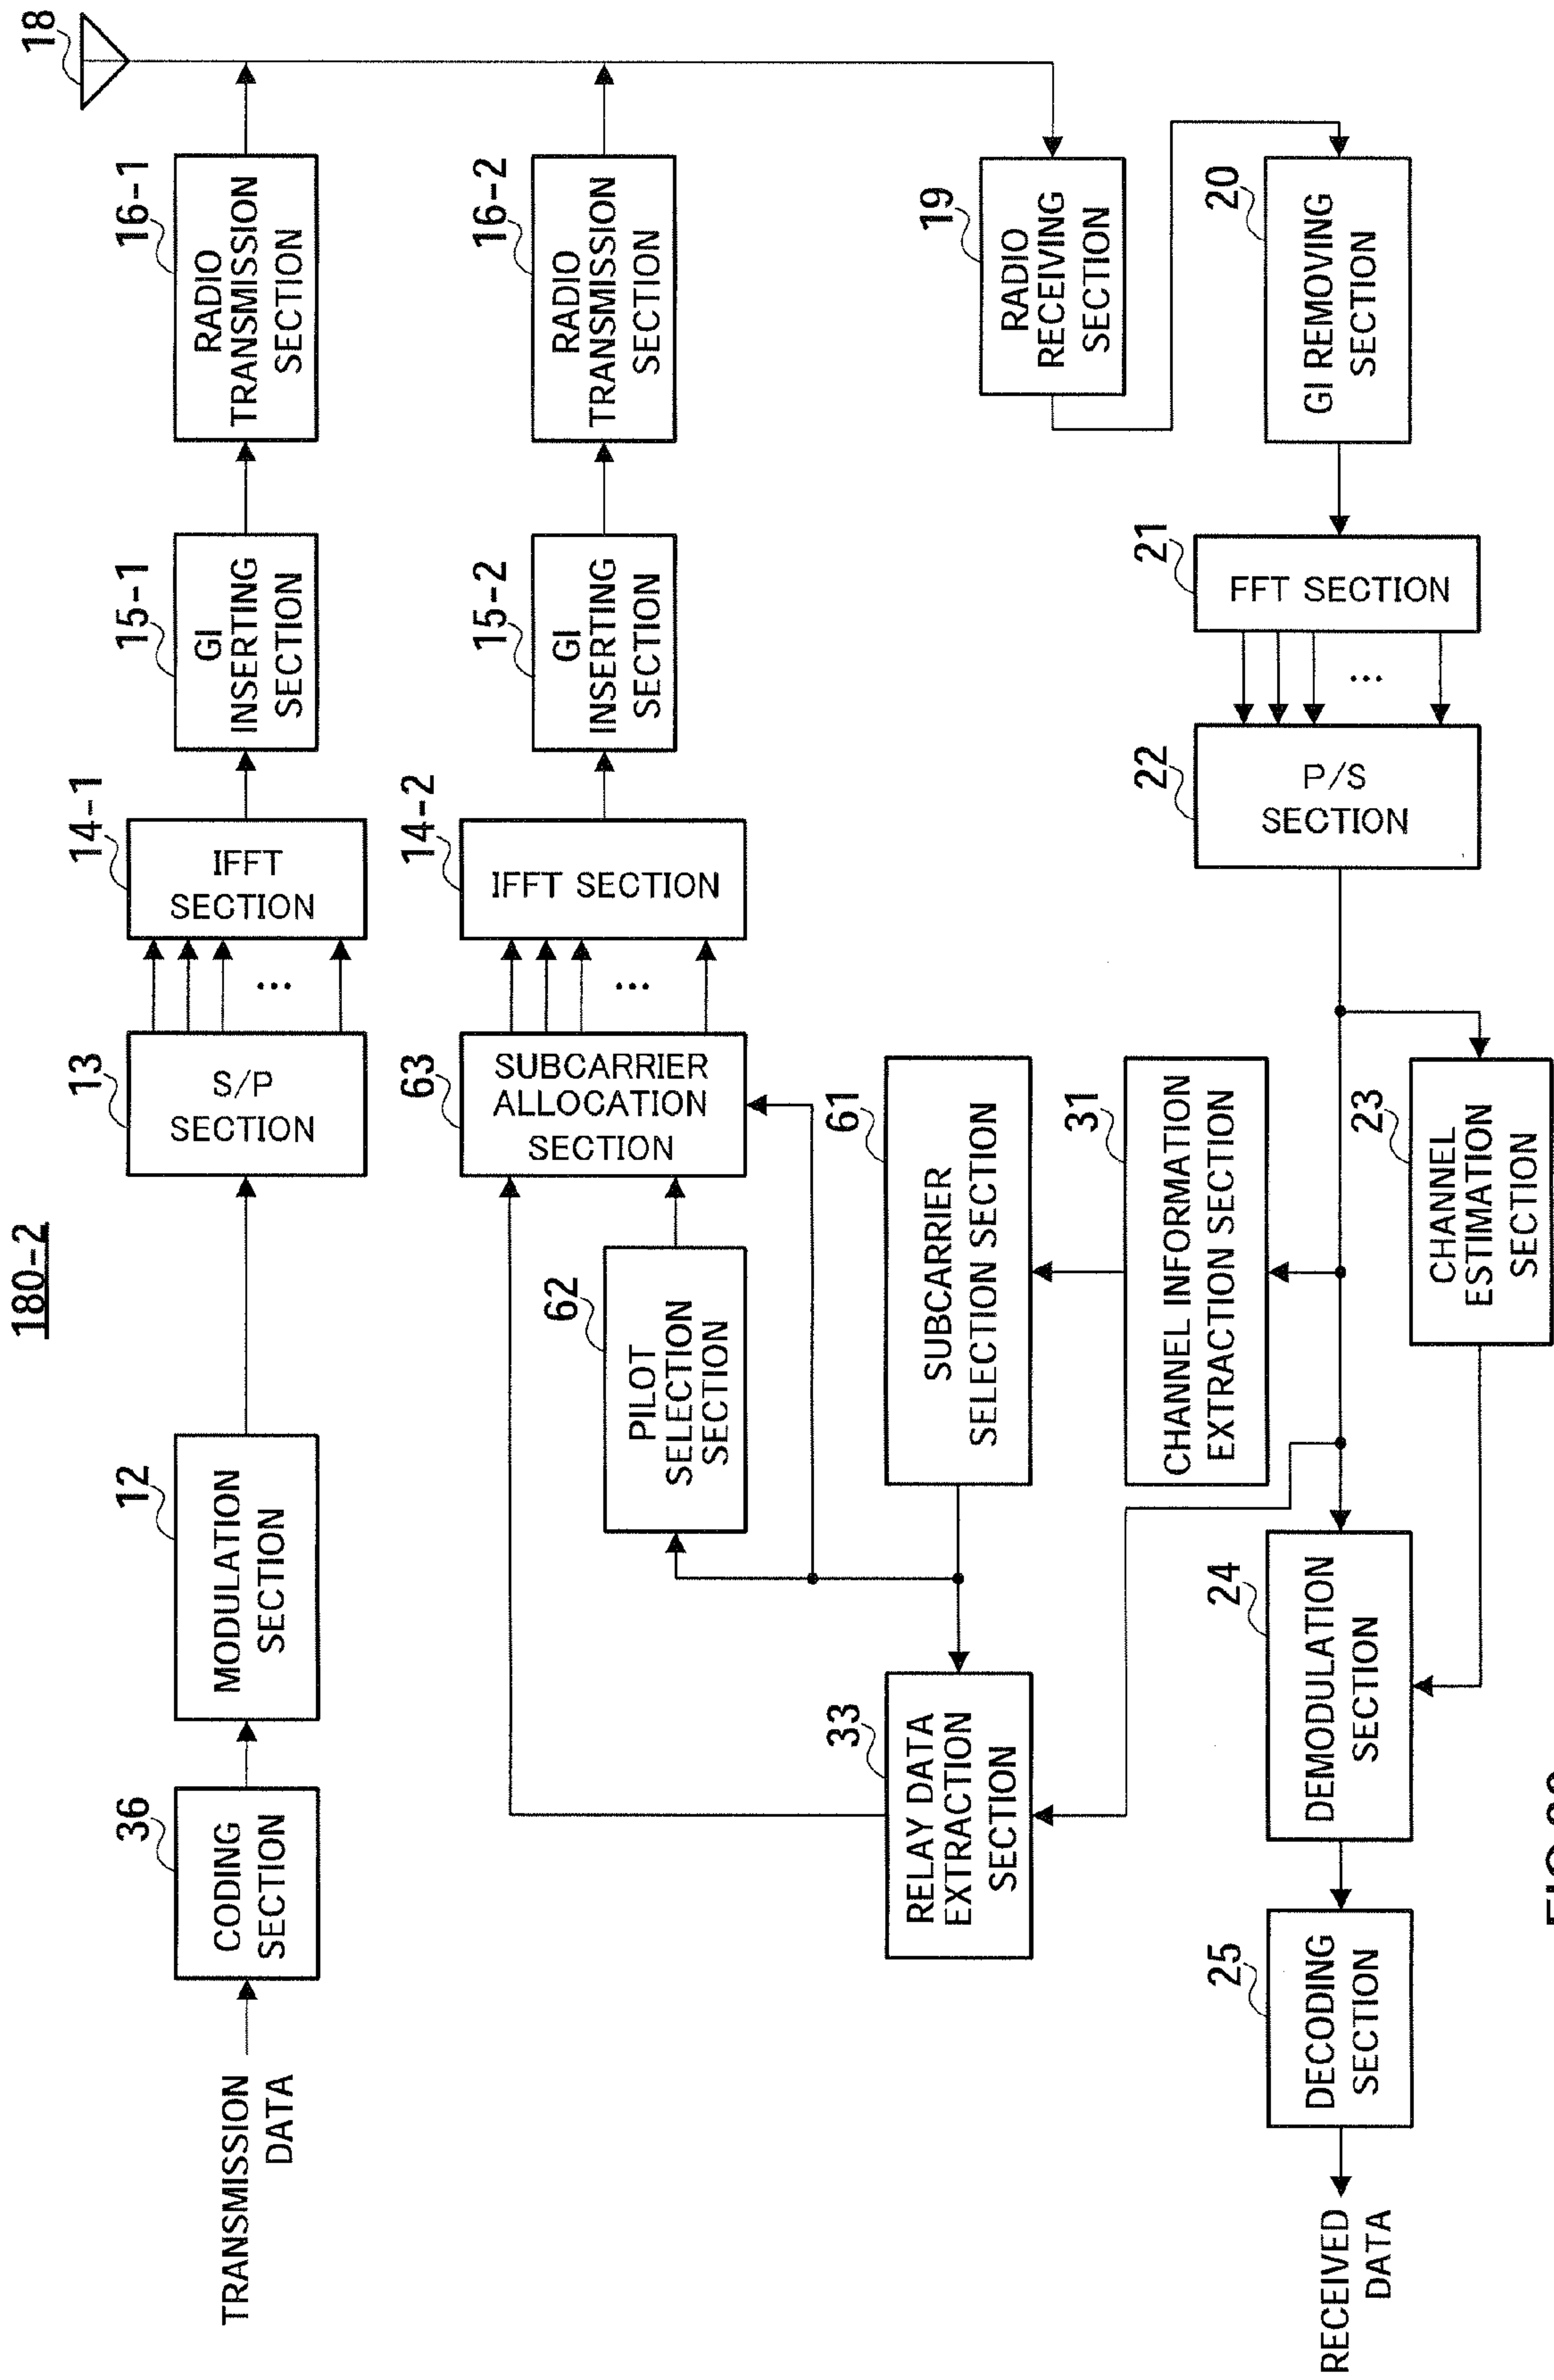 180-2
TRANSMISSION
DATA
36
CODING
SECTION
12
MODULATION
SECTION
13
S/P
SECTION
14-1
IFFT
SECTION
15-1
GI
INSERTING
SECTION
16-1
RADIO
TRANSMISSION
SECTION
18
62
PILOT
SELECTION
SECTION
63
SUBCARRIER
ALLOCATION
SECTION
14-2
IFFT SECTION
15-2
GI
INSERTING
SECTION
16-2
RADIO
TRANSMISSION
SECTION
33
RELAY DATA
EXTRACTION
SECTION
61
SUBCARRIER
SELECTION SECTION
31
CHANNEL INFORMATION
EXTRACTION SECTION
19
RADIO
RECEIVING
SECTION
RECEIVED
DATA
25
DECODING
SECTION
24
DEMODULATION
SECTION
23
CHANNEL
ESTIMATION
SECTION
22
P/S
SECTION
21
FFT SECTION
20
GI REMOVING
SECTION